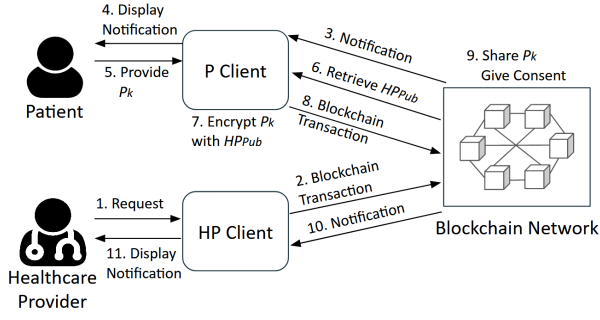 4. Display
Notification
3. Notification
9. Share Pk
Give Consent
P Client
6. Retrieve HPPub
5. Provide
Pk
Patient
8. Blockchain
Transaction
7. Encrypt Pk
with HPPub
2. Blockchain
Transaction
1. Request
HP Client
10. Notification
Blockchain Network
11. Display
Notification
Healthcare
Provider